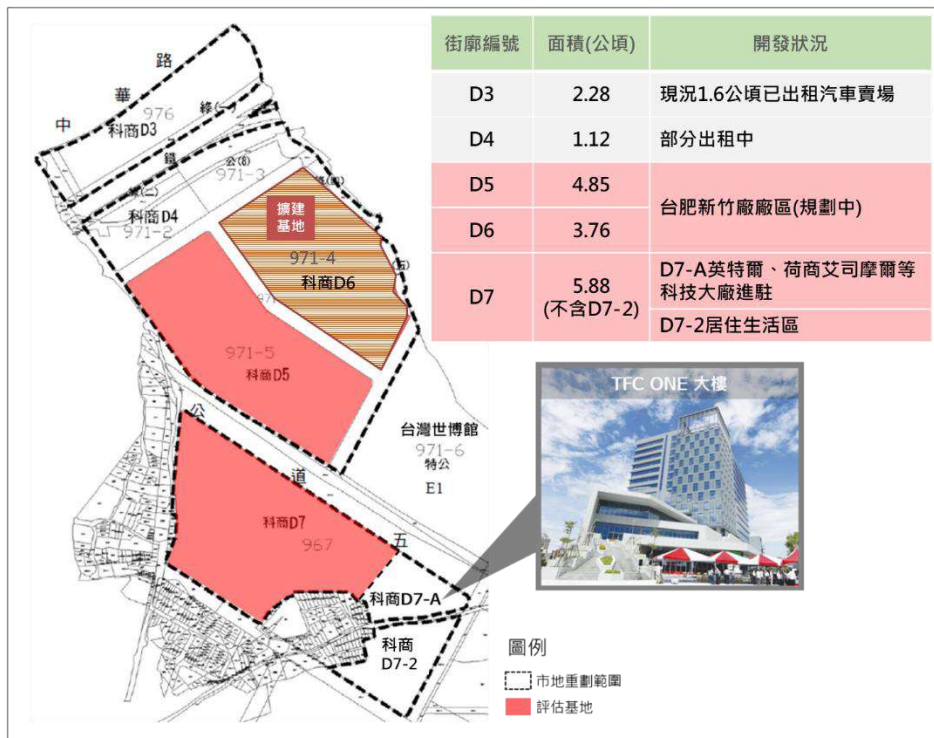 街廓編號 面積(公頃) 開發狀況
D3 2.28 現況1.6公頃已出租汽車賣場
D4 1.12 部分出租中
D5 4.85 台肥新竹廠廠區(規劃中)
D6 3.76
D7 5.88
(不含D7-2)
D7-A英特爾、荷商艾司摩爾等
科技大廠進駐
D7-2居住生活區
中華路
976
科商D3
綠(一)
鐵
公(8)
971-3
科商D4
971-2
擴建
基地
971-4
科商D6
971-5
科商D5
公道五
台灣世博館
971-6
特公
E1
科商D7
967
科商D7-A
科商
D7-2
TFC ONE 大樓
圖例
市地重劃範圍
評估基地